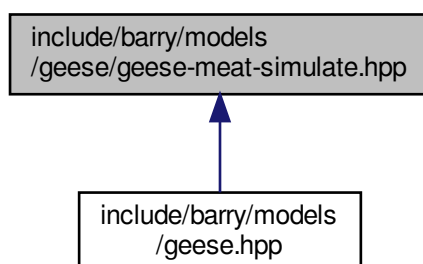 include/barry/models
/geese/geese-meat-simulate.hpp
include/barry/models
/geese.hpp